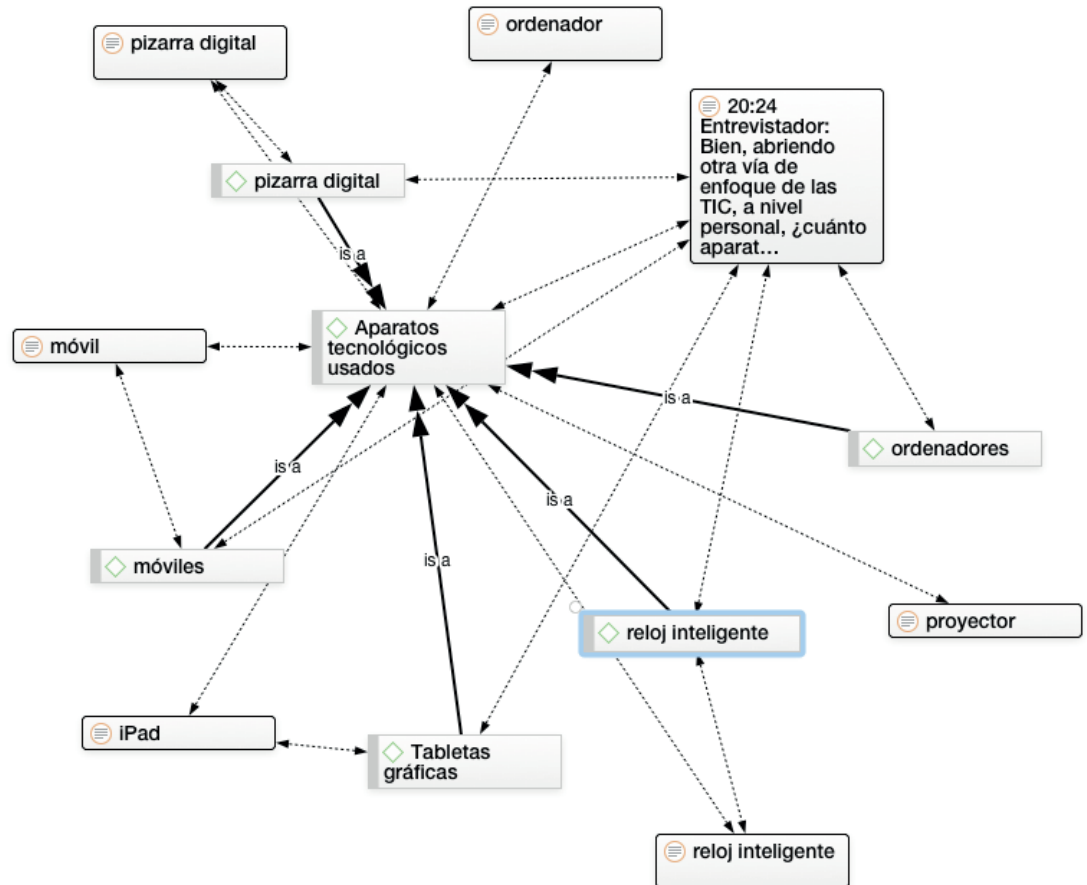 ordenador
pizarra digital
20:24
Entrevistador:
Bien, abriendo
otra vía de
enfoque de las
TIC, a nivel
personal, ¿cuánto
aparat...
pizarra digital
is a
Aparatos
tecnológicos
usados
móvil
is a
ordenadores
is a
is a
is a
móviles
proyector
reloj inteligente
iPad
Tabletas
gráficas
reloj inteligente